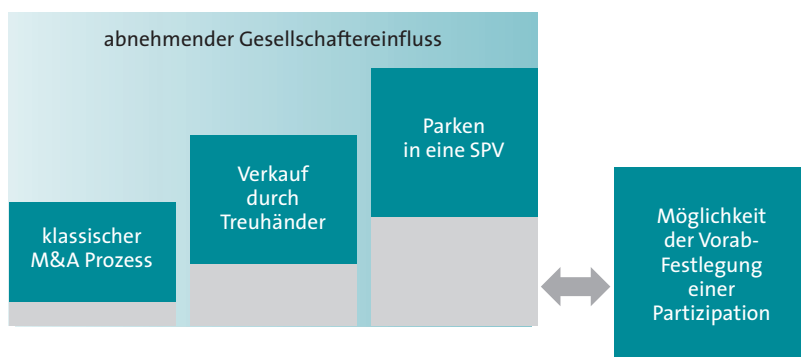 abnehmender Gesellschaftereinfluss
klassischer
M&A Prozess
Verkauf
durch
Treuhänder
Parken
in eine SPV
Möglichkeit
der Vorab-
Festlegung
einer
Partizipation